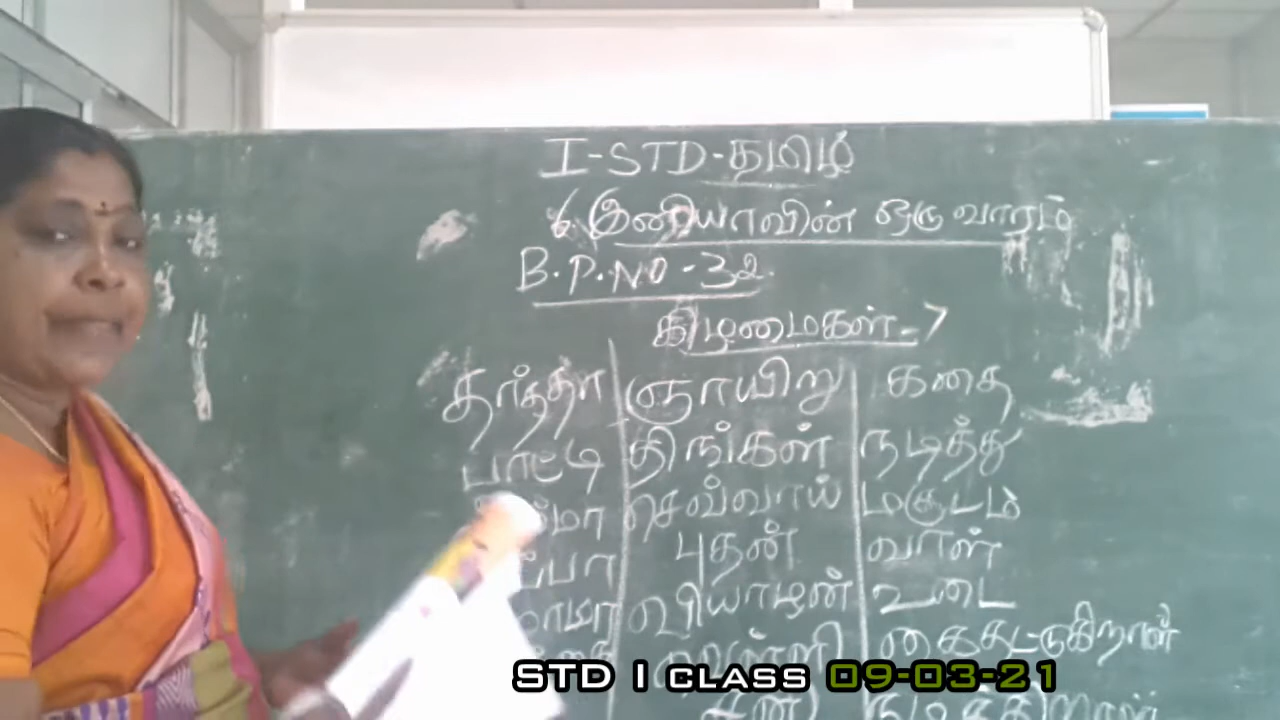 I-STD-தமிழ்
6 இனியாவின் ஒரு வாரம்
B.P.NO-32.
கிழமைகள்-7
தாத்தா ஞாயிறு கதை
பாட்டி திங்கள் நடித்து
செவ்வாய் மகுடம்
புதன் வாள்
வியாழன் உடை
கைதட்டுகிறாள்
STD I CLASS 09-03-21